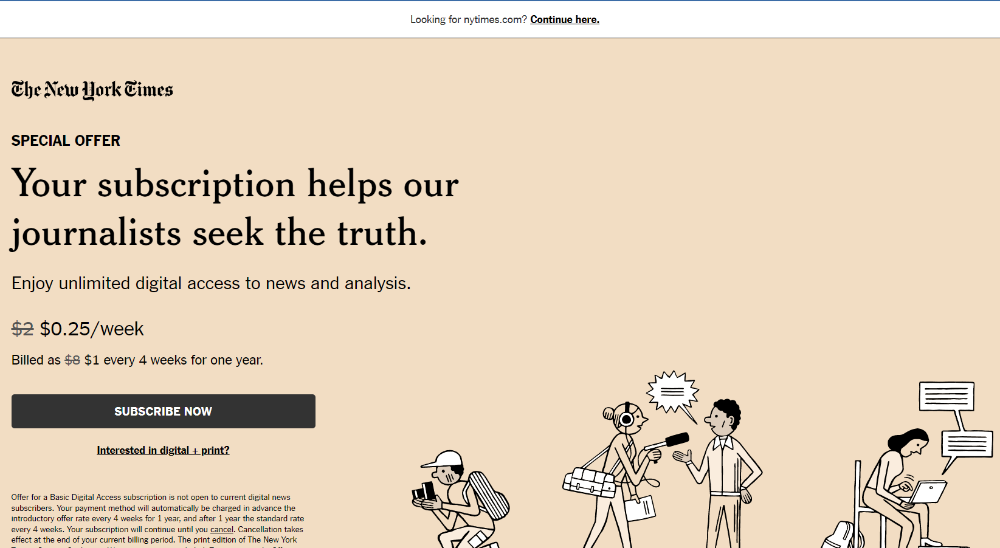 Looking for nytimes.com? Continue here.
The New York Times
SPECIAL OFFER
Your subscription helps our
journalists seek the truth.
Enjoy unlimited digital access to news and analysis.
$2 $0.25/week
Billed as $8 $1 every 4 weeks for one year.
SUBSCRIBE NOW
Interested in digital + print?
Offer for a Basic Digital Access subscription is not open to current digital news
subscribers. Your payment method will automatically be charged in advance the
introductory offer rate every 4 weeks for 1 year, and after 1 year the standard rate
every 4 weeks. Your subscription will continue until you cancel. Cancellation takes
effect at the end of your current billing period. The print edition of The New York